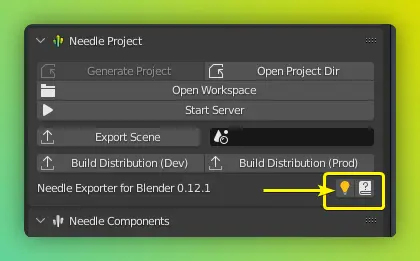 Needle Project
Generate Project Open Project Dir
Open Workspace
Start Server
Export Scene
Build Distribution (Dev) Build Distribution (Prod)
Needle Exporter for Blender 0.12.1
Needle Components